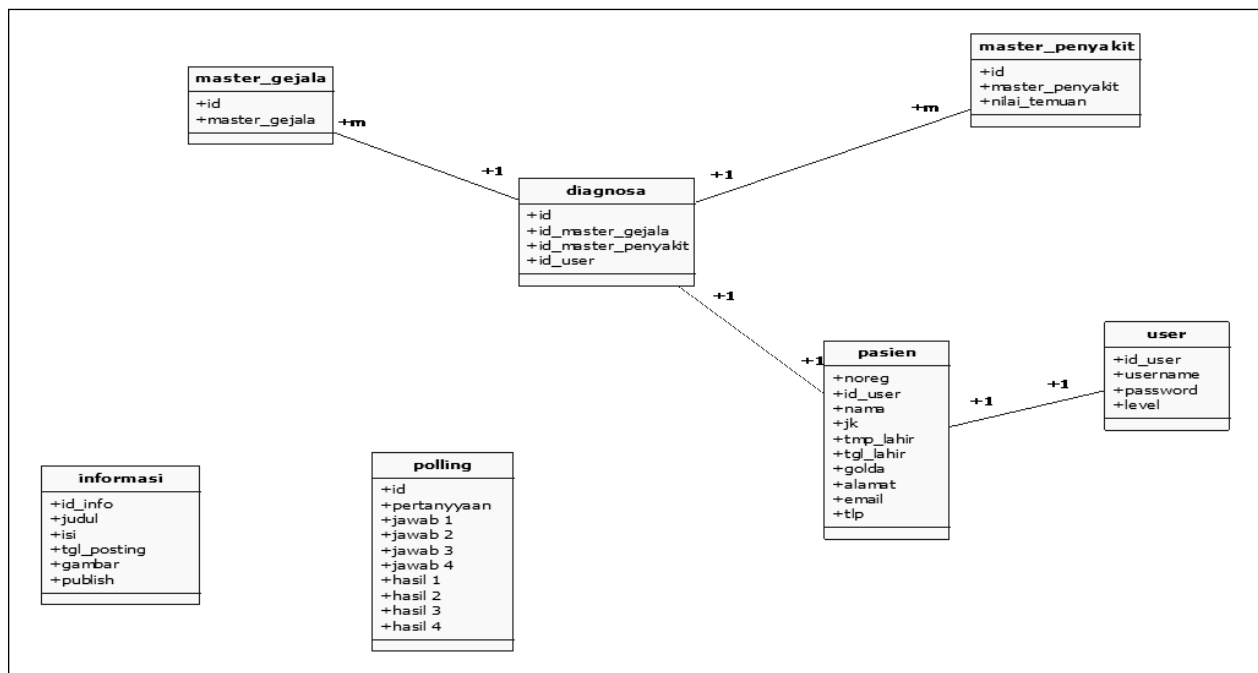 master_gejala
+id
+master_gejala
+m
+1
master_penyakit
+id
+master_penyakit
+nilai_temuan
+m
+1
diagnosa
+id
+id_master_gejala
+id_master_penyakit
+id_user
+1
+1
pasien
+noreg
+id_user
+nama
+jk
+tmp_lahir
+tgl_lahir
+golda
+alamat
+email
+tlp
+1
+1
user
+id_user
+username
+password
+level
informasi
+id_info
+judul
+isi
+tgl_posting
+gambar
+publish
polling
+id
+pertanyyaan
+jawab 1
+jawab 2
+jawab 3
+jawab 4
+hasil 1
+hasil 2
+hasil 3
+hasil 4